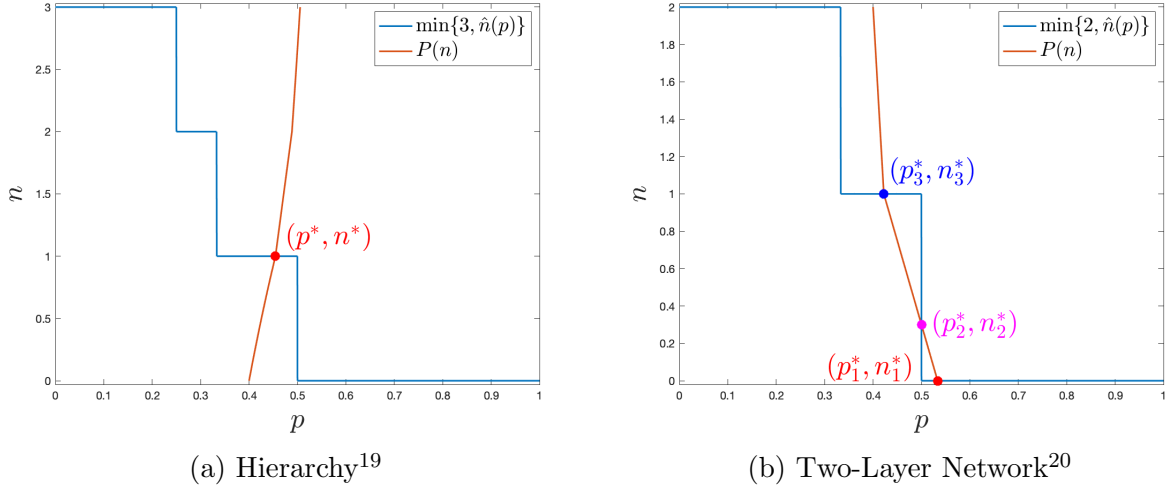 3
2.5
2
1.5
1
0.5
0
n
0 0.1 0.2 0.3 0.4 0.5 0.6 0.7 0.8 0.9 1
p
min{3, n̂(p)}
P(n)
(p*, n*)
(a) Hierarchy¹⁹
2
1.8
1.6
1.4
1.2
1
0.8
0.6
0.4
0.2
0
n
0 0.1 0.2 0.3 0.4 0.5 0.6 0.7 0.8 0.9 1
p
min{2, n̂(p)}
P(n)
(p₃*, n₃*)
(p₂*, n₂*)
(p₁*, n₁*)
(b) Two-Layer Network²⁰